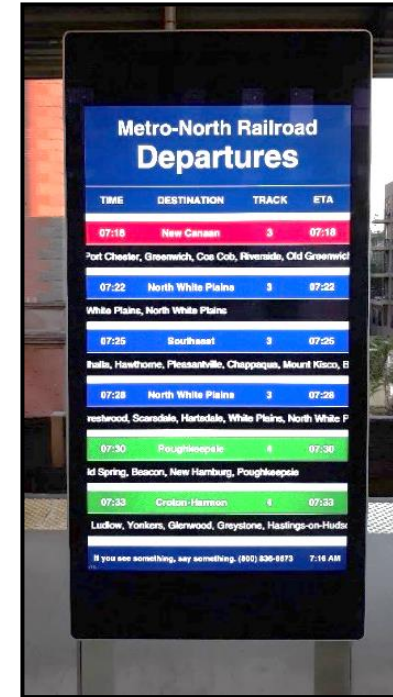 Metro-North Railroad
Departures
TIME DESTINATION TRACK ETA
07:18 New Canaan 3 07:18
Port Chester, Greenwich, Cos Cob, Riverside, Old Greenwich
07:22 North White Plains 3 07:22
White Plains, North White Plains
07:25 Southeast 3 07:25
lhalla, Hawthorne, Pleasantville, Chappaqua, Mount Kisco, B
07:28 North White Plains 3 07:28
restwood, Scarsdale, Hartsdale, White Plains, North White P
07:30 Poughkeepsie 4 07:30
ld Spring, Beacon, New Hamburg, Poughkeepsie
07:33 Croton-Harmon 4 07:33
Ludlow, Yonkers, Glenwood, Greystone, Hastings-on-Hudso
If you see something, say something. 7:16 AM